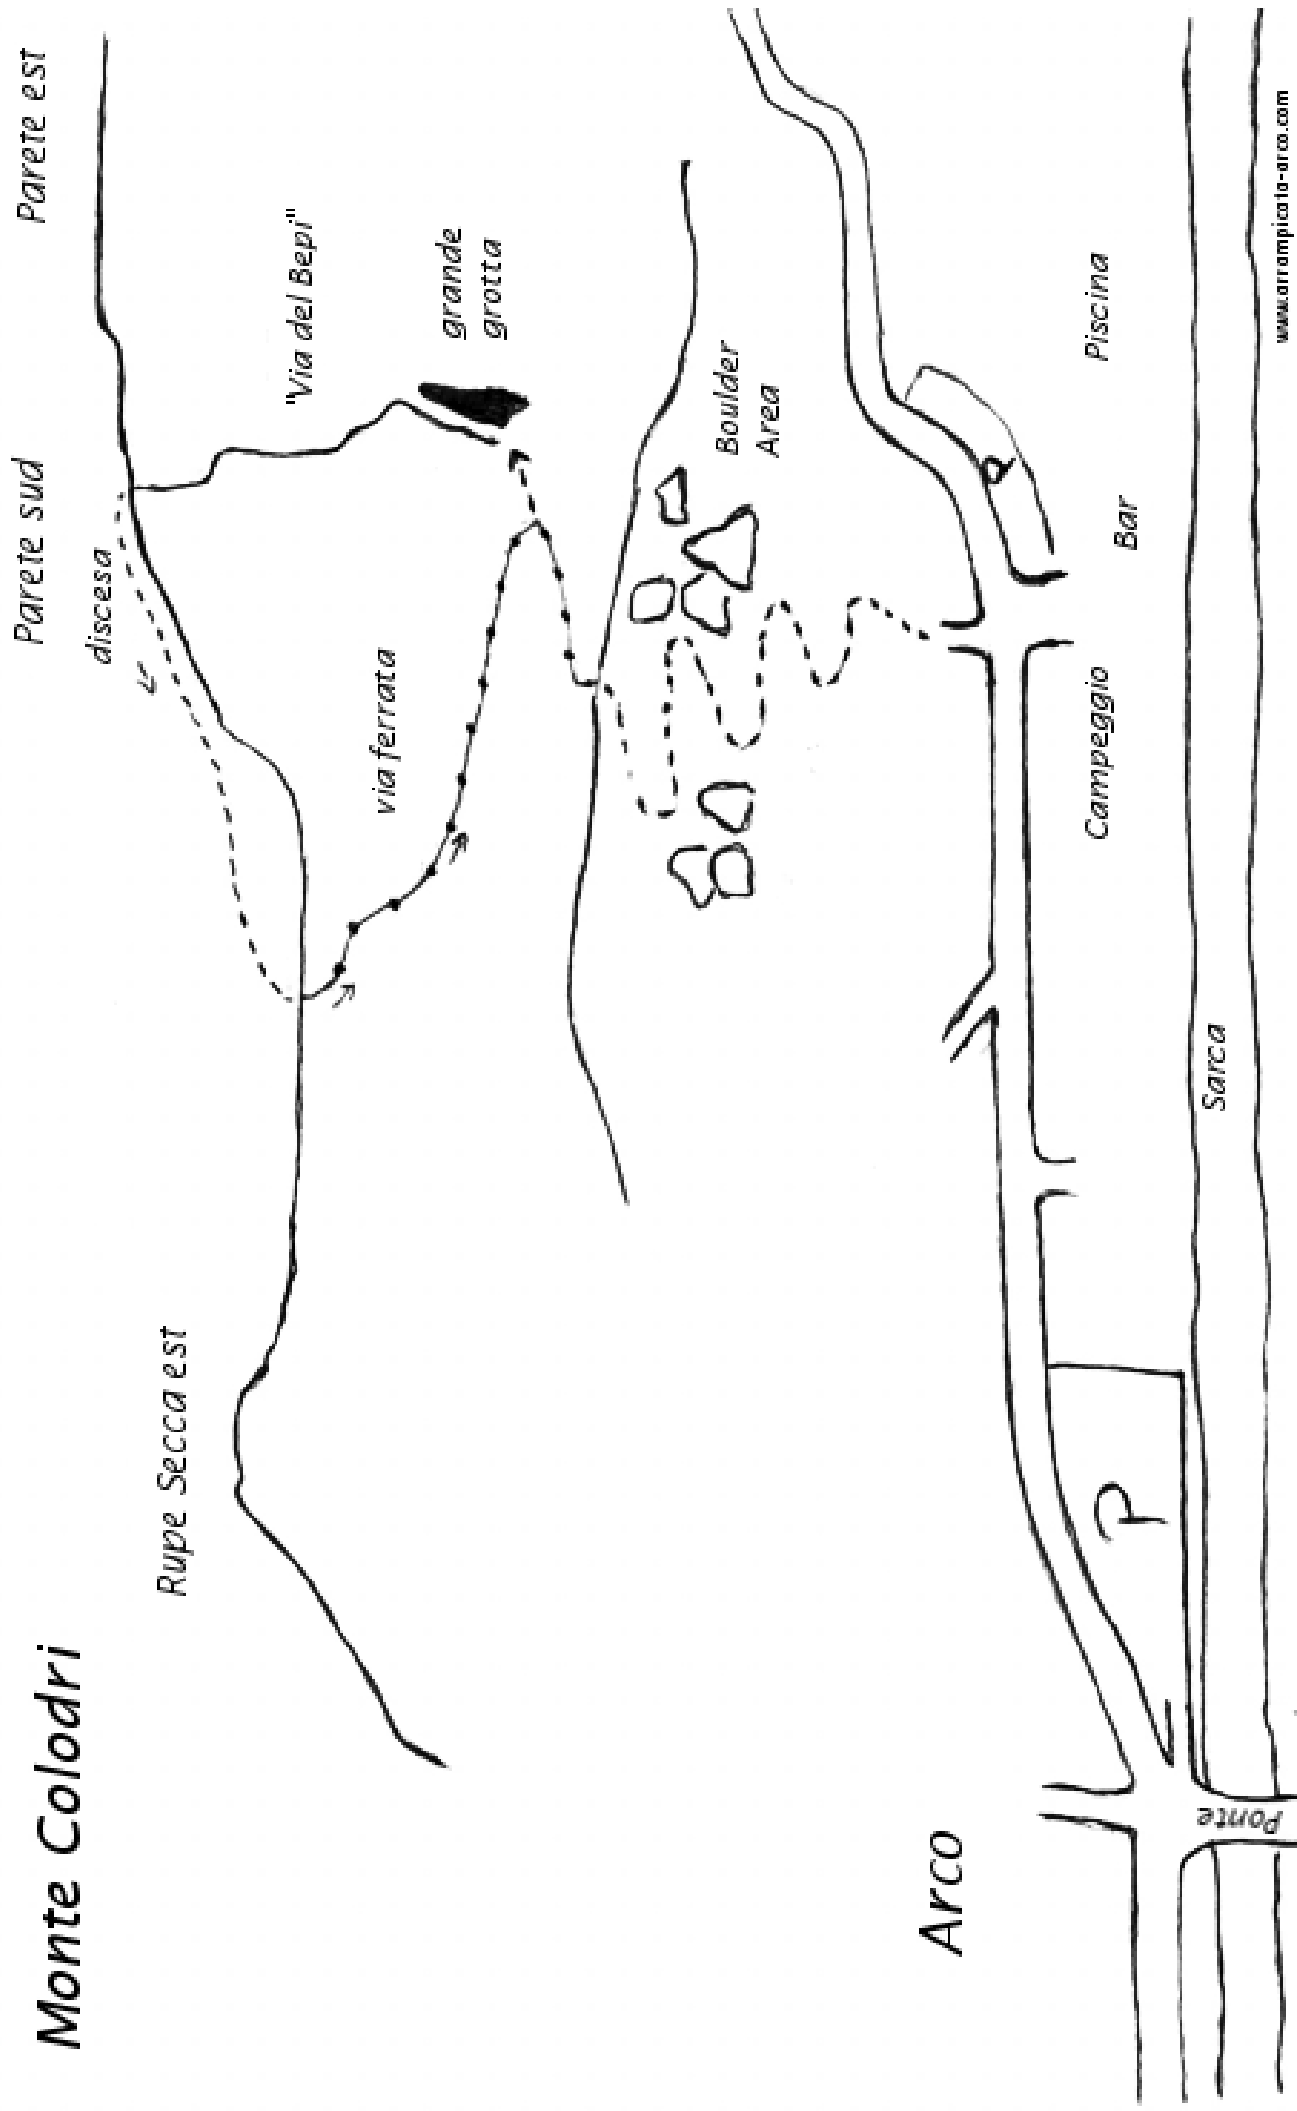 Monte Colodri
Rupe Secca est
Parete sud
Parete est
discesa
"Via del Bepi"
via ferrata
grande
grotta
Boulder
Area
Arco
P
P
Campeggio
Bar
Piscina
Sarca
Ponte
www.arrampicata-arco.com